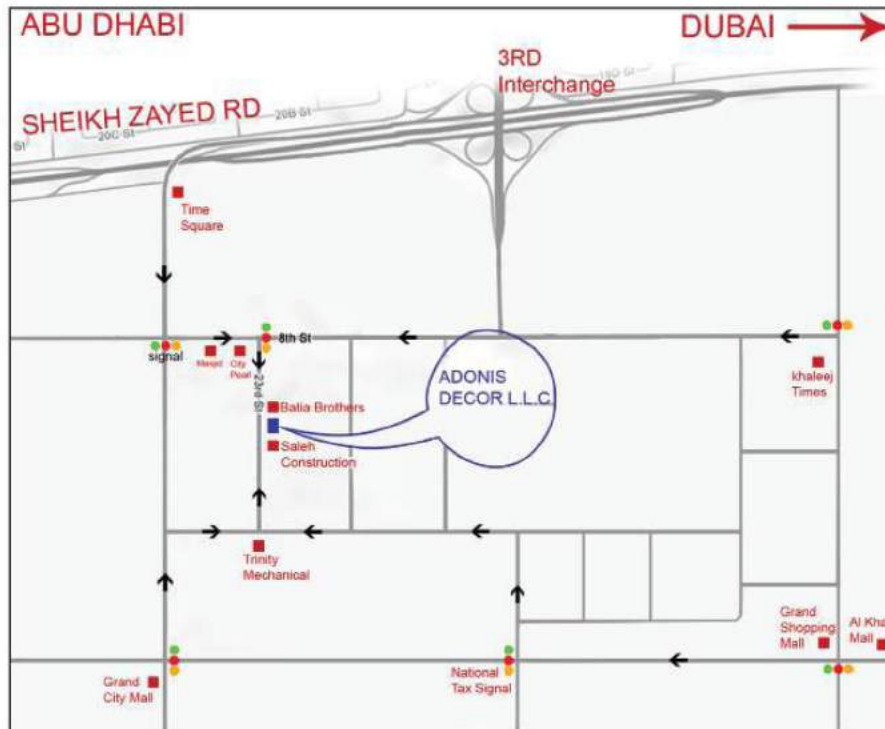 ABU DHABI
DUBAI
3RD
Interchange
19D St
SHEIKH ZAYED RD
20B St
20C St
St
Time
Square
8th St
signal
Masjid
City
Pearl
khaleej
Times
ADONIS
DECOR L.L.C.
23rd St
Batia Brothers
Saleh
Construction
Trinity
Mechanical
Grand
Shopping
Mall
Al Kha
Mall
Grand
City Mall
National
Tax Signal